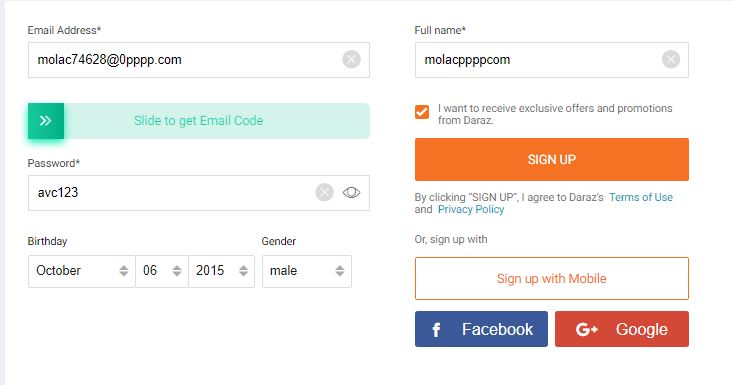 Email Address*
molac74628@0pppp.com
Slide to get Email Code
Password*
avc123
Birthday
October 06 2015
Gender
male
Full name*
molacppppcom
I want to receive exclusive offers and promotions
from Daraz.
SIGN UP
By clicking "SIGN UP", I agree to Daraz's Terms of Use
and Privacy Policy
Or, sign up with
Sign up with Mobile
f Facebook
G+ Google